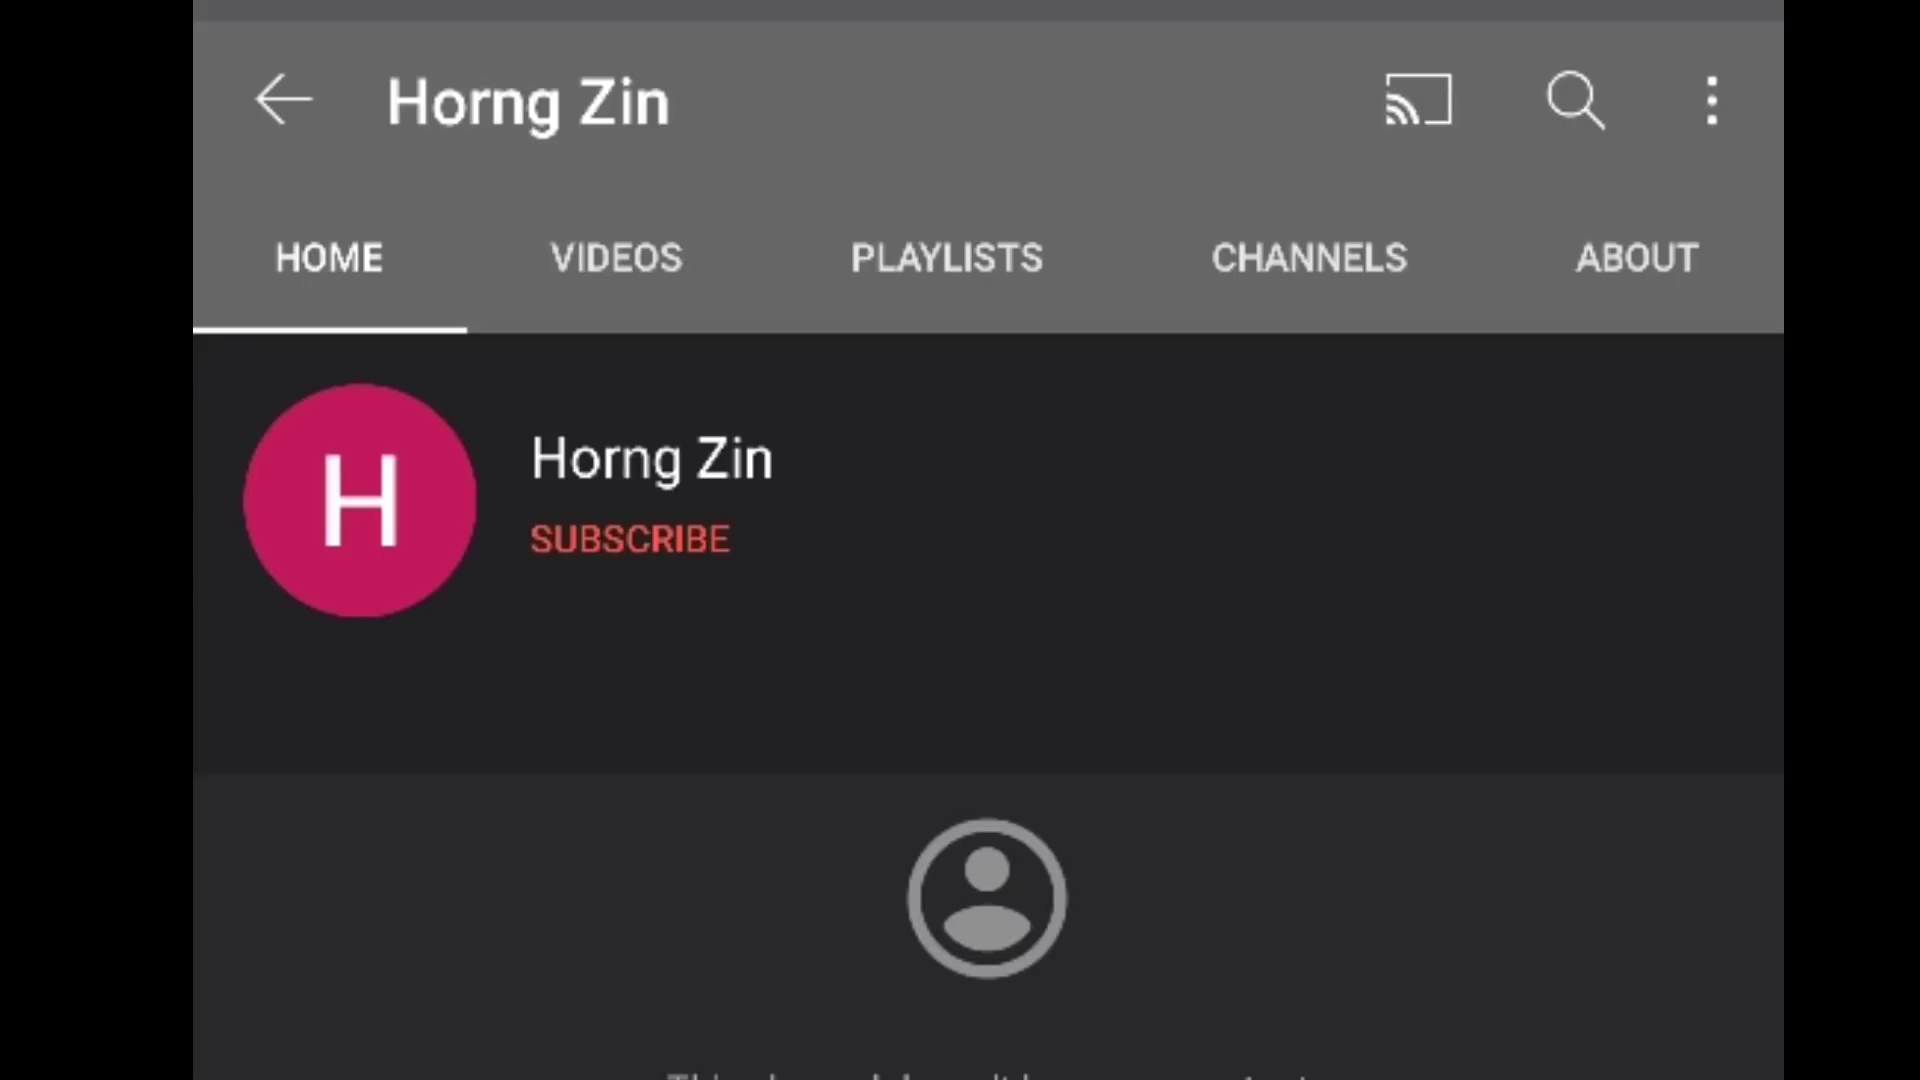 Horng Zin
HOME VIDEOS PLAYLISTS CHANNELS ABOUT
H
Horng Zin
SUBSCRIBE